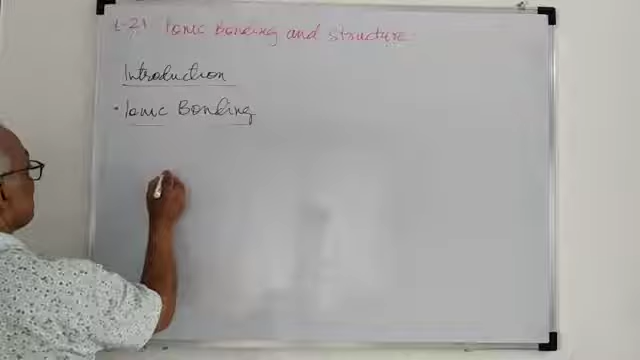 L-21 Ionic Bonding and structure
Introduction
• Ionic Bonding